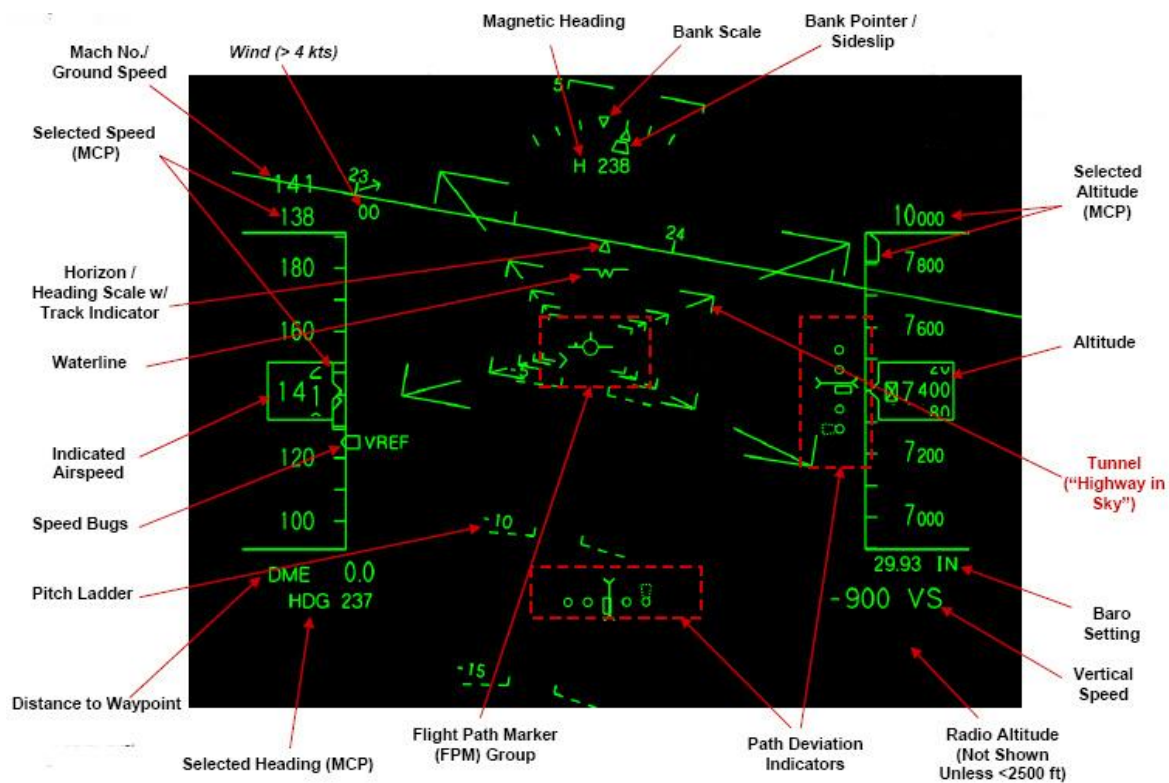 Magnetic Heading
Bank Scale
Bank Pointer /
Sideslip
Mach No./
Ground Speed
Wind (> 4 kts)
Selected Speed
(MCP)
Selected
Altitude
(MCP)
Horizon /
Heading Scale w/
Track Indicator
Waterline
Altitude
Indicated
Airspeed
Tunnel
("Highway in
Sky")
Speed Bugs
Pitch Ladder
Baro
Setting
Vertical
Speed
Distance to Waypoint
Selected Heading (MCP)
Flight Path Marker
(FPM) Group
Path Deviation
Indicators
Radio Altitude
(Not Shown
Unless <2500 ft)
5
H 238
141
23
138
00
24
10000
180
7800
160
7600
141
20
7400
80
-5
VREF
120
7200
100
7000
-10
DME 0.0
HDG 237
29.93 IN
-900 VS
-15